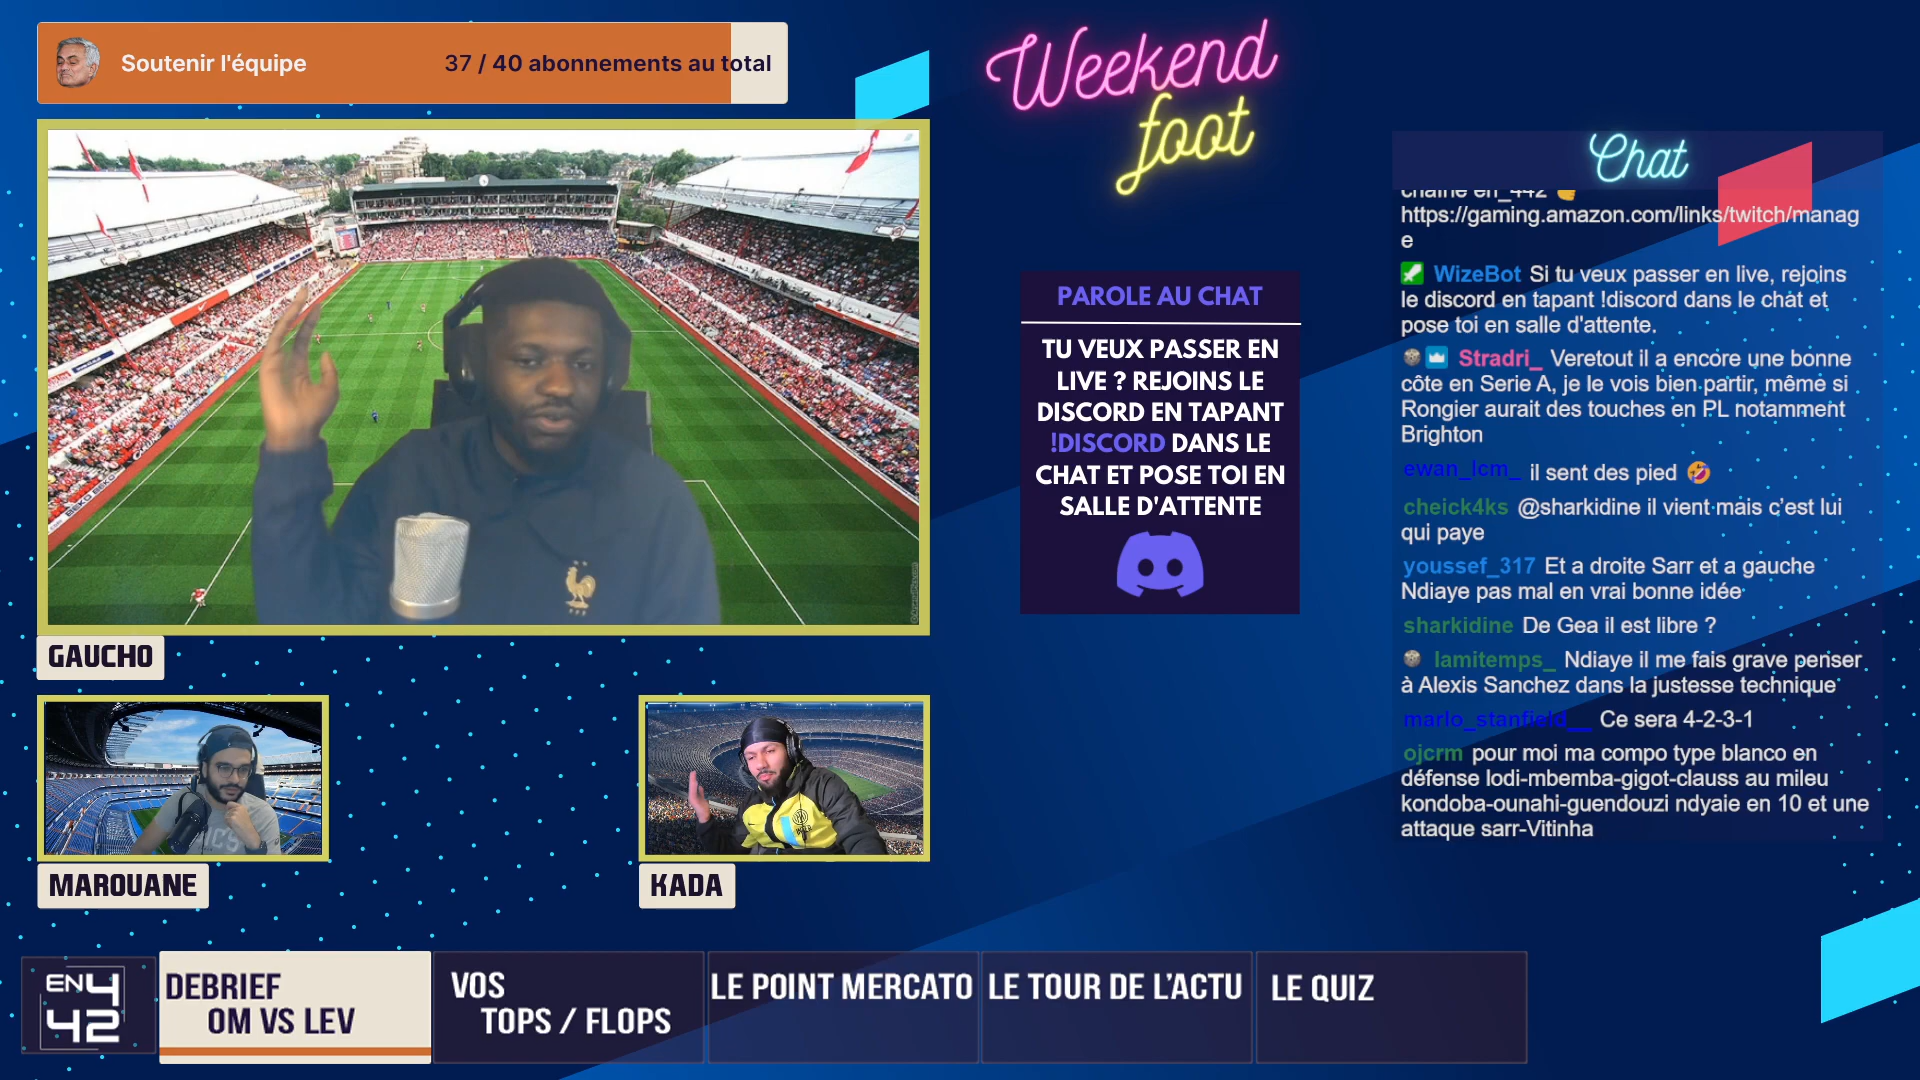 Soutenir l'équipe
37 / 40 abonnements au total
Weekend
foot
Chat
chaine en_442
https://gaming.amazon.com/links/twitch/manag
e
WizeBot Si tu veux passer en live, rejoins
le discord en tapant !discord dans le chat et
pose toi en salle d'attente.
Stradri_ Veretout il a encore une bonne
côte en Serie A, je le vois bien partir, même si
Rongier aurait des touches en PL notamment
Brighton
ewan_lcm_ il sent des pied 🤣
cheick4ks @sharkidine il vient mais c’est lui
qui paye
youssef_317 Et a droite Sarr et a gauche
Ndiaye pas mal en vrai bonne idée
sharkidine De Gea il est libre ?
lamitemps_ Ndiaye il me fais grave penser
à Alexis Sanchez dans la justesse technique
marlo_stanfield__ Ce sera 4-2-3-1
ojcrm pour moi ma compo type blanco en
défense lodi-mbemba-gigot-clauss au mileu
kondoba-ounahi-guendouzi ndyaie en 10 et une
attaque sarr-Vitinha
PAROLE AU CHAT
TU VEUX PASSER EN
LIVE ? REJOINS LE
DISCORD EN TAPANT
!DISCORD DANS LE
CHAT ET POSE TOI EN
SALLE D'ATTENTE
GAUCHO
MAROUANE
KADA
EN 4
42
DEBRIEF
OM VS LEV
VOS
TOPS / FLOPS
LE POINT MERCATO
LE TOUR DE L’ACTU
LE QUIZ